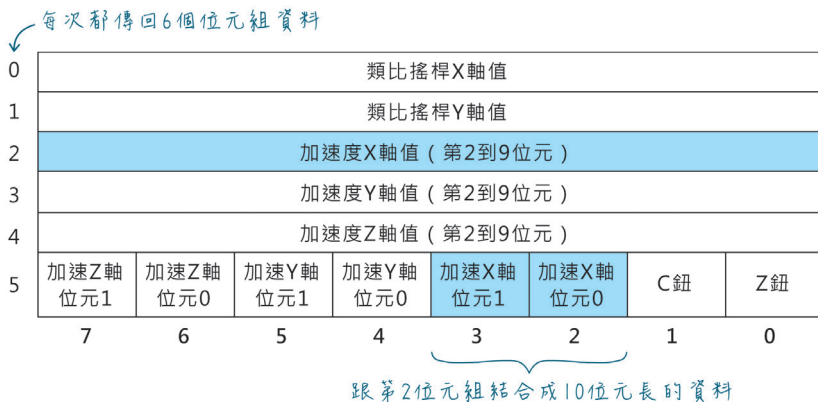 每次都傳回6個位元組資料
0 類比搖桿X軸值
1 類比搖桿Y軸值
2 加速度X軸值（第2到9位元）
3 加速度Y軸值（第2到9位元）
4 加速度Z軸值（第2到9位元）
5 加速Z軸位元1 加速Z軸位元0 加速Y軸位元1 加速Y軸位元0 加速X軸位元1 加速X軸位元0 C鈕 Z鈕
7 6 5 4 3 2 1 0
跟第2位元組結合成10位元長的資料